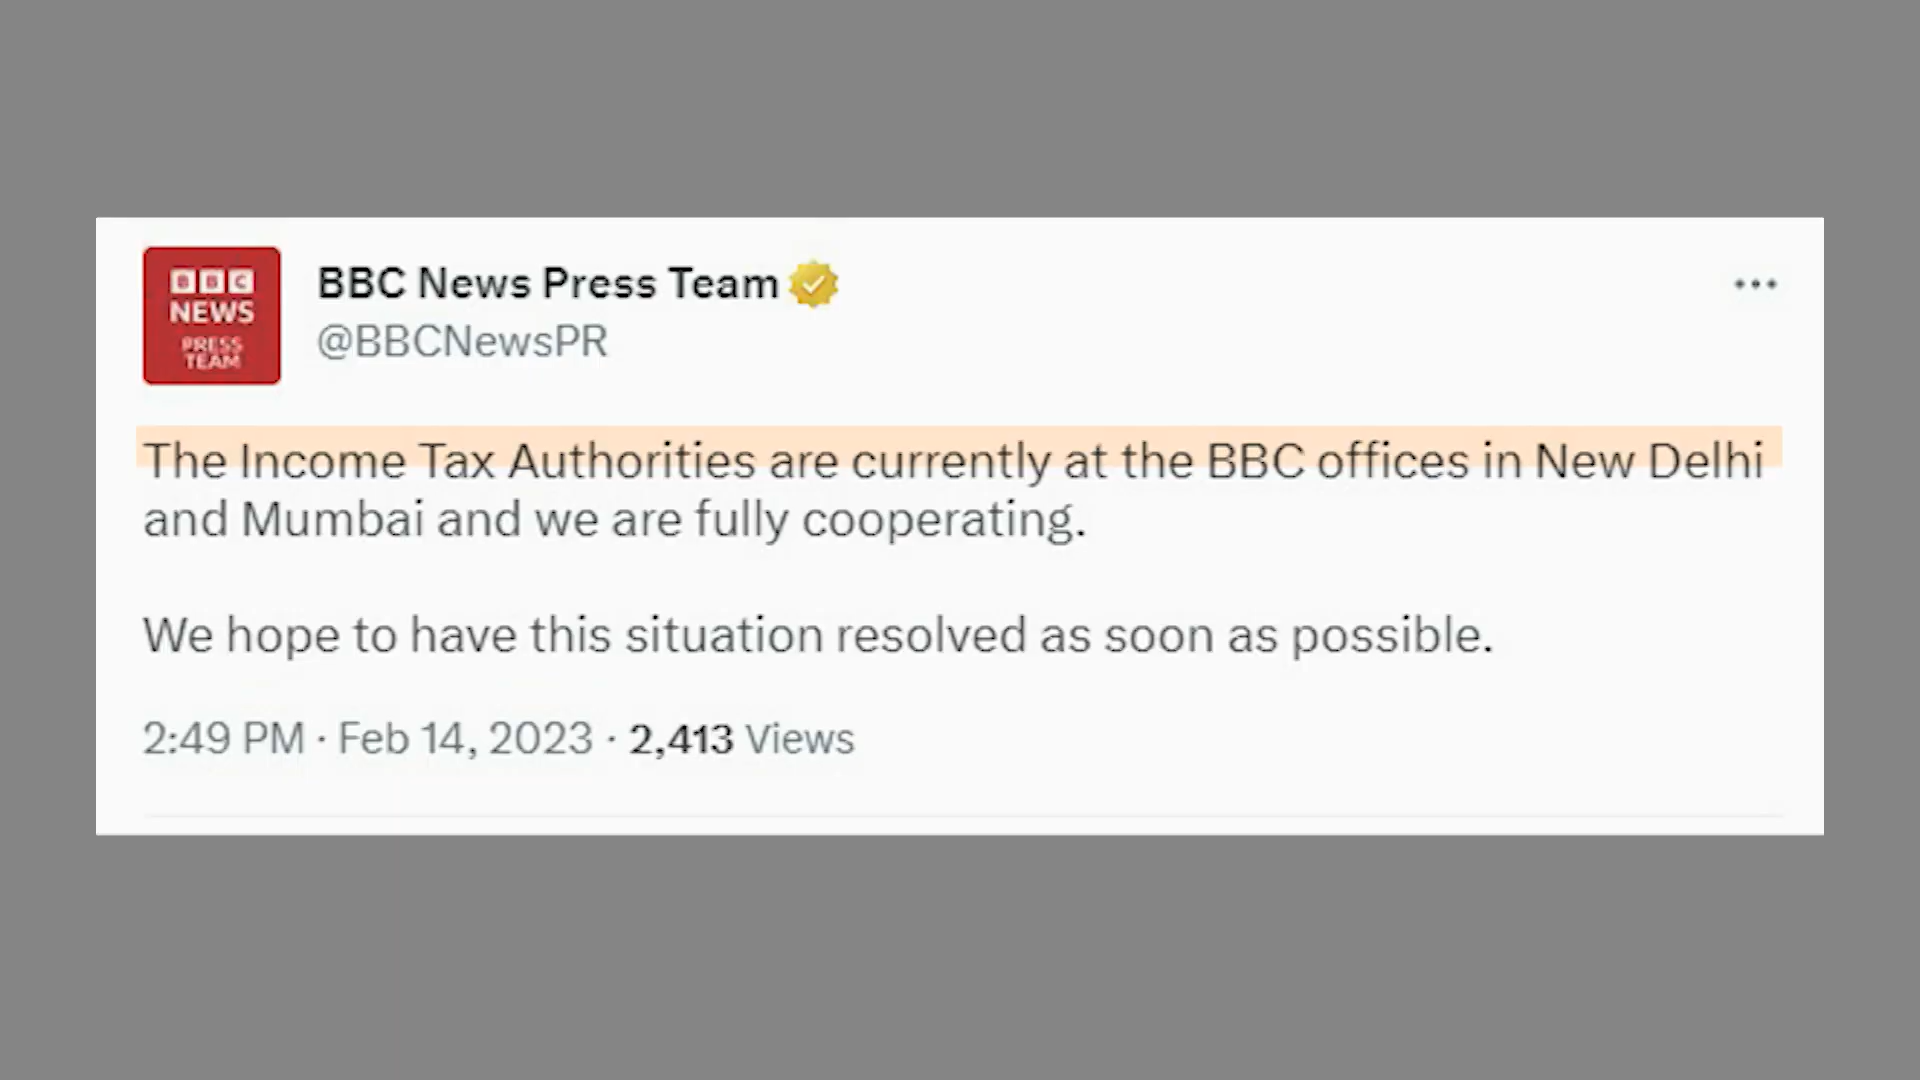 BBC
NEWS
PRESS
TEAM
BBC News Press Team
@BBCNewsPR
The Income Tax Authorities are currently at the BBC offices in New Delhi
and Mumbai and we are fully cooperating.
We hope to have this situation resolved as soon as possible.
2:49 PM · Feb 14, 2023 · 2,413 Views